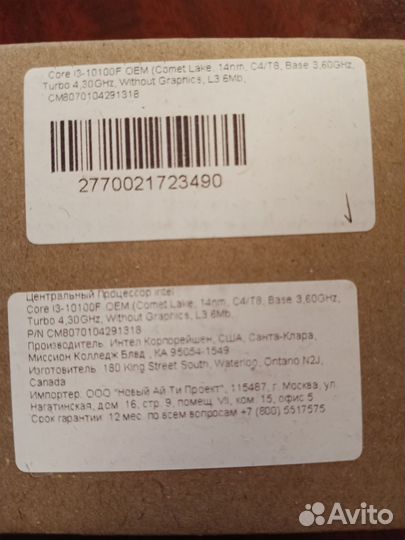 Core I3-10100F OEM (Comet Lake, 14nm, C4/T8, Base 3,60GHz,
Turbo 4,30GHz, Without Graphics, L3 6Mb,
CM8070104291318
2770021723490
Центральный Процессор Intel
Core I3-10100F OEM (Comet Lake, 14nm, C4/T8, Base 3,60GHz,
Turbo 4,30GHz, Without Graphics, L3 6Mb,
P/N CM8070104291318
Производитель: Интел Корпорейшен, США, Санта-Клара,
Миссион Колледж Блвд., КА 95054-1549
Изготовитель: 180 King Street South, Waterloo, Ontario N2J,
Canada
Импортер: ООО "Новый Ай Ти Проект", 115487, г. Москва, ул.
Нагатинская, дом 16, стр. 9, помещ. VII, ком. 15, офис 5
Срок гарантии: 12 мес. по всем вопросам +7 (800) 5517575
Avito